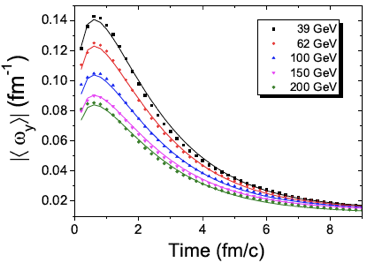 0.14
0.12
0.10
0.08
0.06
0.04
0.02
|⟨ ω_y⟩| (fm⁻¹)
39 GeV
62 GeV
100 GeV
150 GeV
200 GeV
0 2 4 6 8
Time (fm/c)